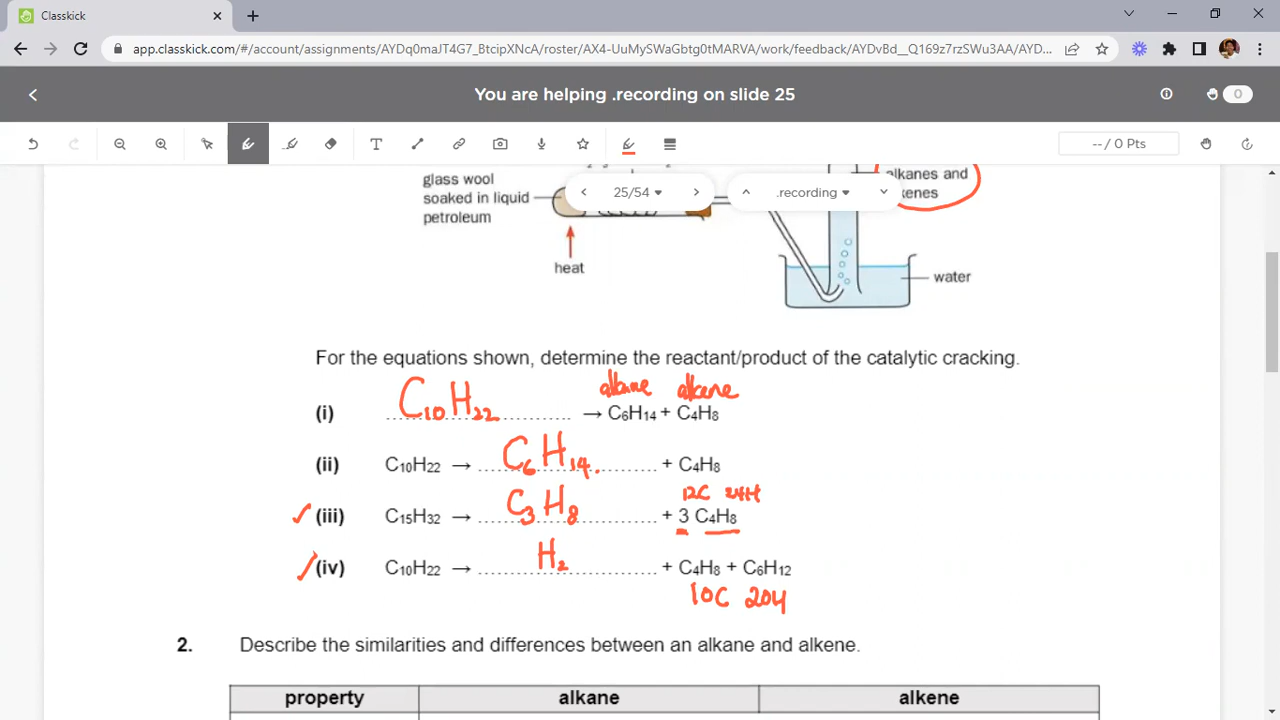 Classkick
app.classkick.com/#/account/assignments/AYDq0maJT4G7_BtcipXNfA/roster/AX4-UuMySWaGbtg0tMARVA/work/feedback/AYDvBd__Q169z7rzSWu3AA/AYD...
You are helping .recording on slide 25
0
T
-- / 0 Pts
25/54
.recording
alkanes and
kenes
glass wool
soaked in liquid
petroleum
heat
water
For the equations shown, determine the reactant/product of the catalytic cracking.
alkane alkane
(i) C10H22 → C6H14 + C4H8
(ii) C10H22 → C6H14 + C4H8
12C 24H
(iii) C15H32 → C3H8 + 3 C4H8
(iv) C10H22 → H2 + C4H8 + C6H12
10C 20H
2. Describe the similarities and differences between an alkane and alkene.
property alkane alkene